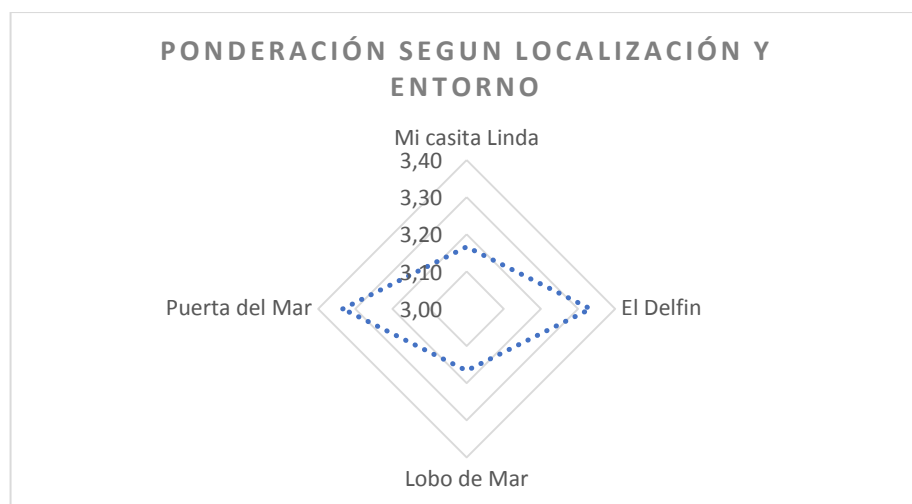 PONDERACIÓN SEGUN LOCALIZACIÓN Y
ENTORNO
Mi casita Linda
3,40
3,30
3,20
3,10
Puerta del Mar
3,00
El Delfin
Lobo de Mar